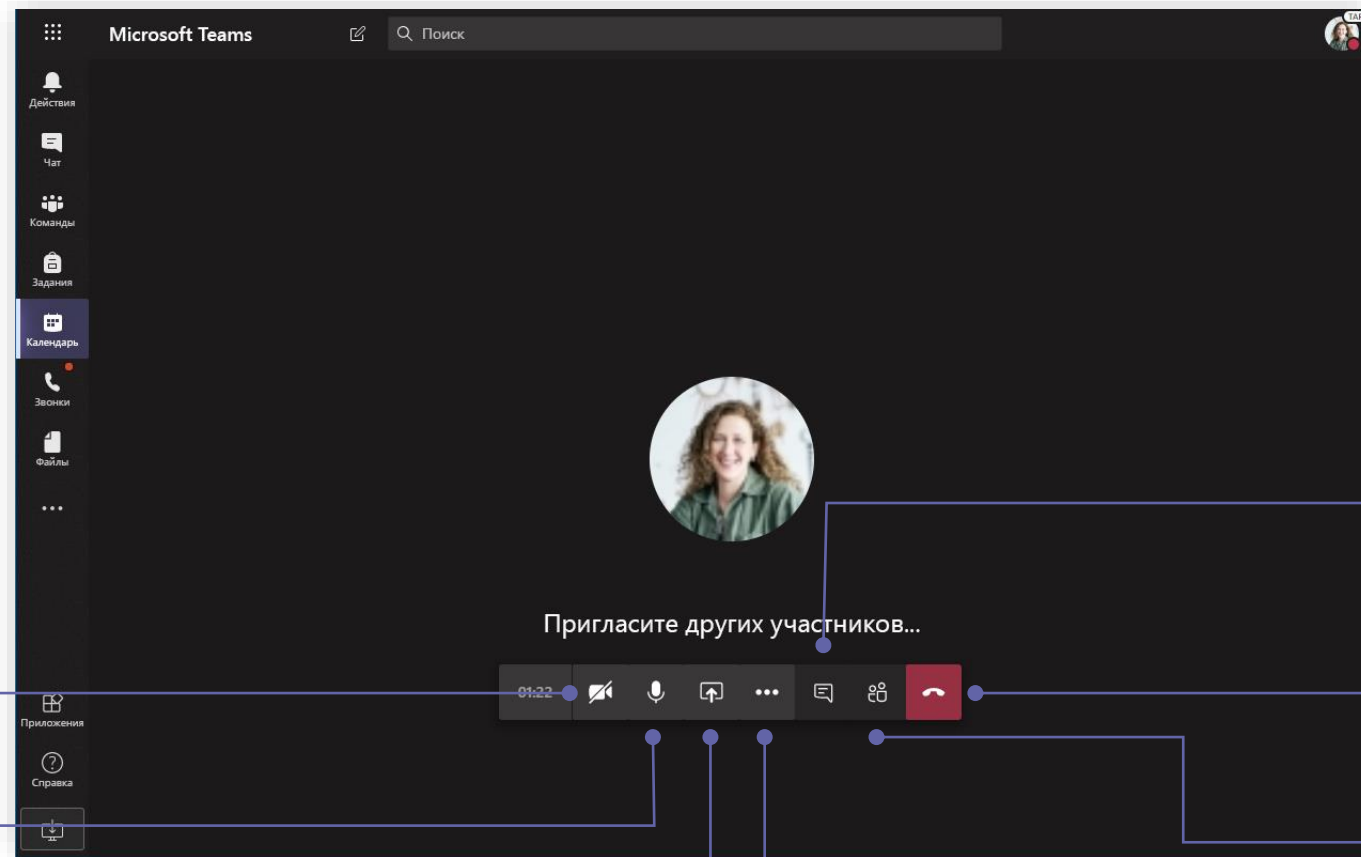 Microsoft Teams
Поиск
Действия
Чат
Команды
Задания
Календарь
Звонки
Файлы
Пригласите других участников...
01:22
Приложения
Справка